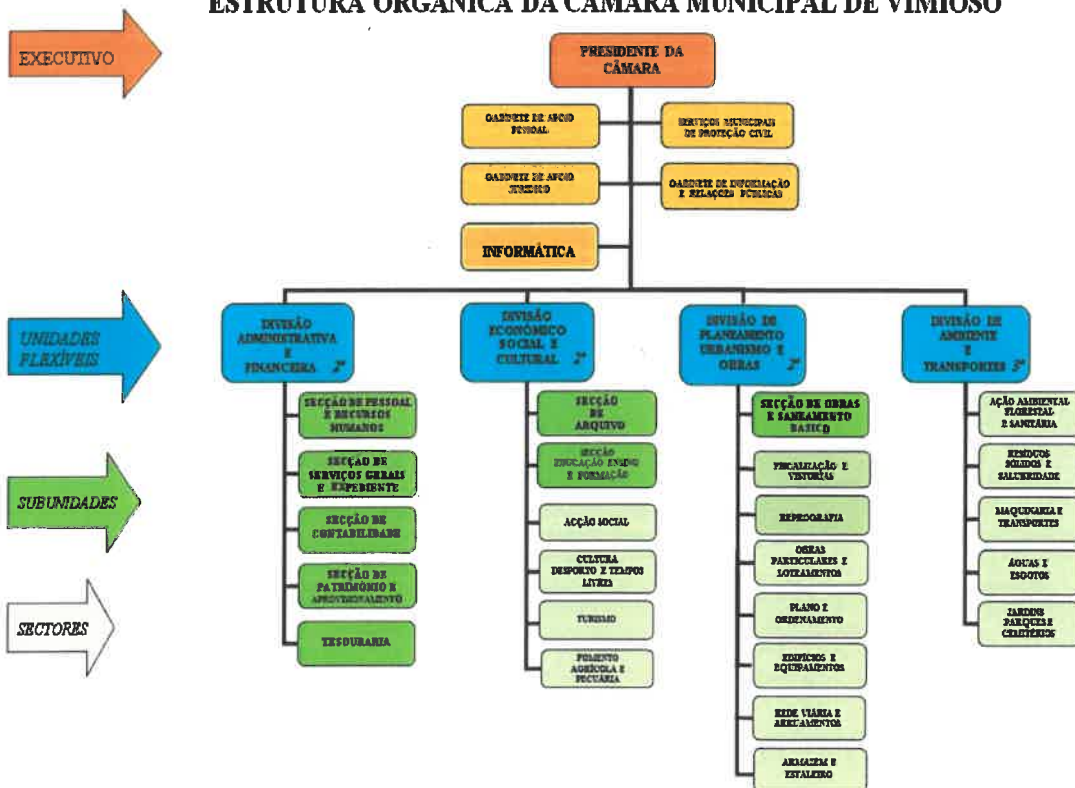 ESTRUTURA ORGÂNICA DA CÂMARA MUNICIPAL DE VIMIOSO
EXECUTIVO
PRESIDENTE DA
CÂMARA
GABINETE DE APOIO
PESSOAL
SERVIÇOS MUNICIPAIS
DE PROTEÇÃO CIVIL
GABINETE DE APOIO
JURIDICO
GABINETE DE INFORMAÇÃO
E RELAÇÕES PÚBLICAS
INFORMÁTICA
UNIDADES
FLEXÍVEIS
DIVISÃO
ADMINISTRATIVA
E
FINANCEIRA 2º
DIVISÃO
ECONÓMICO
SOCIAL E
CULTURAL 2º
DIVISÃO DE
PLANEAMENTO
URBANISMO E
OBRAS 2º
DIVISÃO DE
AMBIENTE
E
TRANSPORTES 3º
SUBUNIDADES
SECTORES
SECÇÃO DE PESSOAL
E RECURSOS
HUMANOS
SECÇÃO DE
SERVIÇOS GERAIS
E EXPEDIENTE
SECÇÃO DE
CONTABILIDADE
SECÇÃO DE
PATRIMÓNIO E
APROVISIONAMENTO
TESOURARIA
SECÇÃO
DE
ARQUIVO
SECÇÃO
EDUCAÇÃO ENSINO
E FORMAÇÃO
ACÇÃO SOCIAL
CULTURA
DESPORTO E TEMPOS
LIVRES
TURISMO
FOMENTO
AGRÍCOLA E
PECUÁRIA
SECÇÃO DE OBRAS
E SANEAMENTO
BASICO
FISCALIZAÇÃO E
VISTORIAS
REPROGRAFIA
OBRAS
PARTICULARES E
LOTEAMENTOS
PLANO E
ORDENAMENTO
EDIFÍCIOS E
EQUIPAMENTOS
REDE VIÁRIA E
ARRUAMENTOS
ARMAZÉM E
ESTALEIRO
AÇÃO AMBIENTAL
FLORESTAL
E SANITÁRIA
RESÍDUOS
SÓLIDOS E
SALUBRIDADE
MAQUINARIA E
TRANSPORTES
ÁGUAS E
ESGOTOS
JARDINS
PARQUES E
CEMITÉRIOS